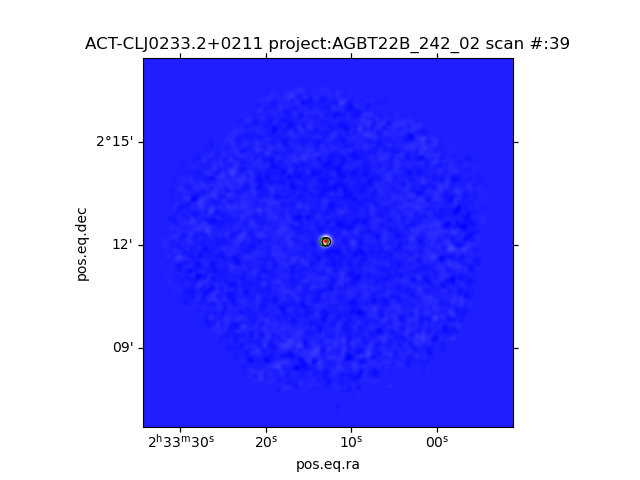 ACT-CLJ0233.2+0211 project:AGBT22B_242_02 scan #:39
2°15'
12'
09'
pos.eq.dec
2ʰ33ᵐ30ˢ 20ˢ 10ˢ 00ˢ
pos.eq.ra